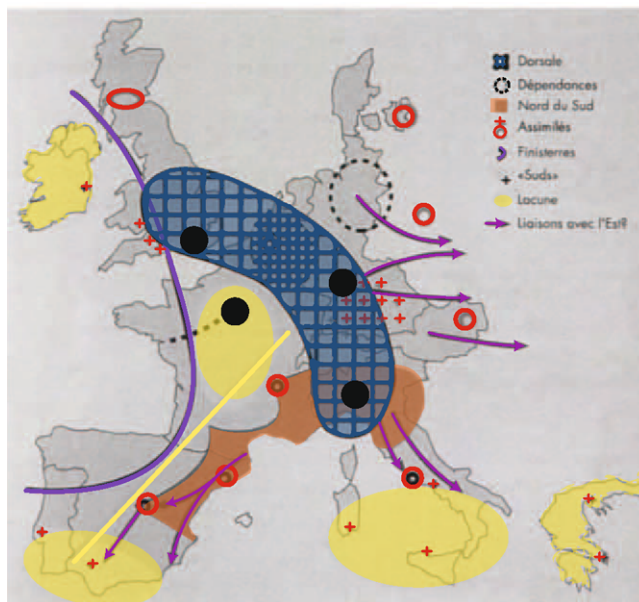 Dorsale
Dépendances
Nord du Sud
Assimilés
Finisterres
«Suds»
Lacune
Liaisons avec l'Est?